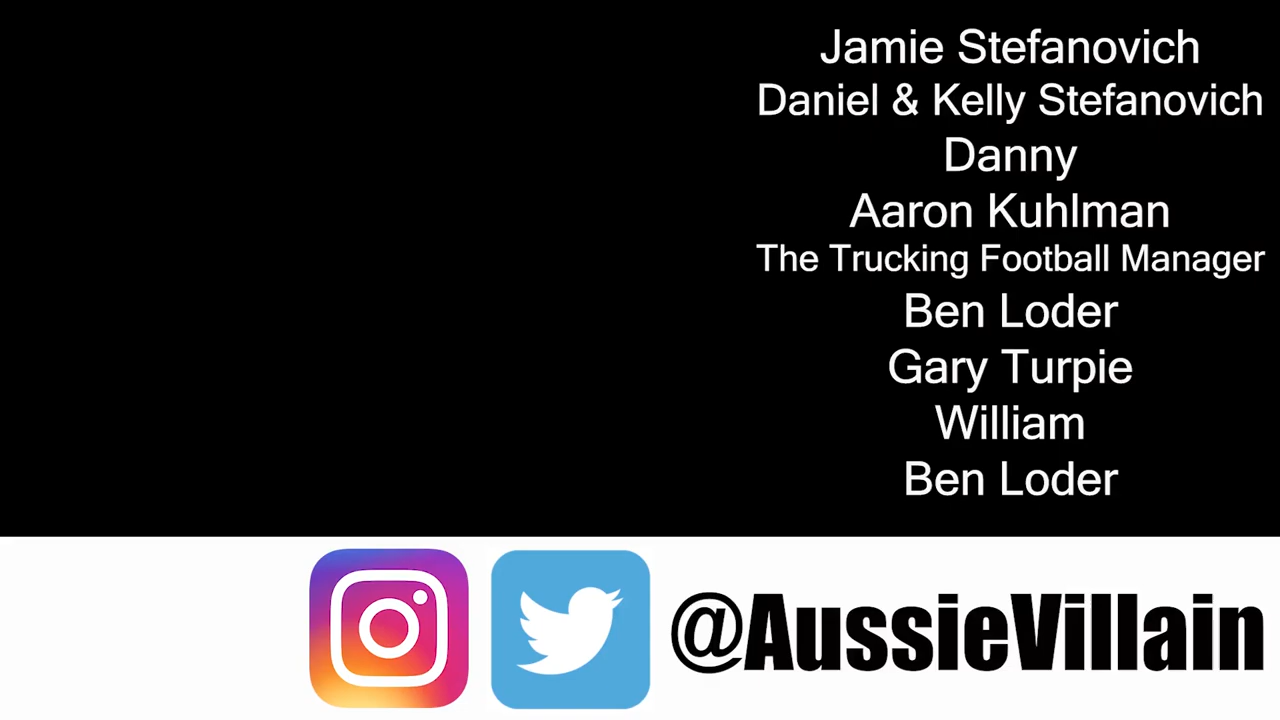 Jamie Stefanovich
Daniel & Kelly Stefanovich
Danny
Aaron Kuhlman
The Trucking Football Manager
Ben Loder
Gary Turpie
William
Ben Loder
@AussieVillain